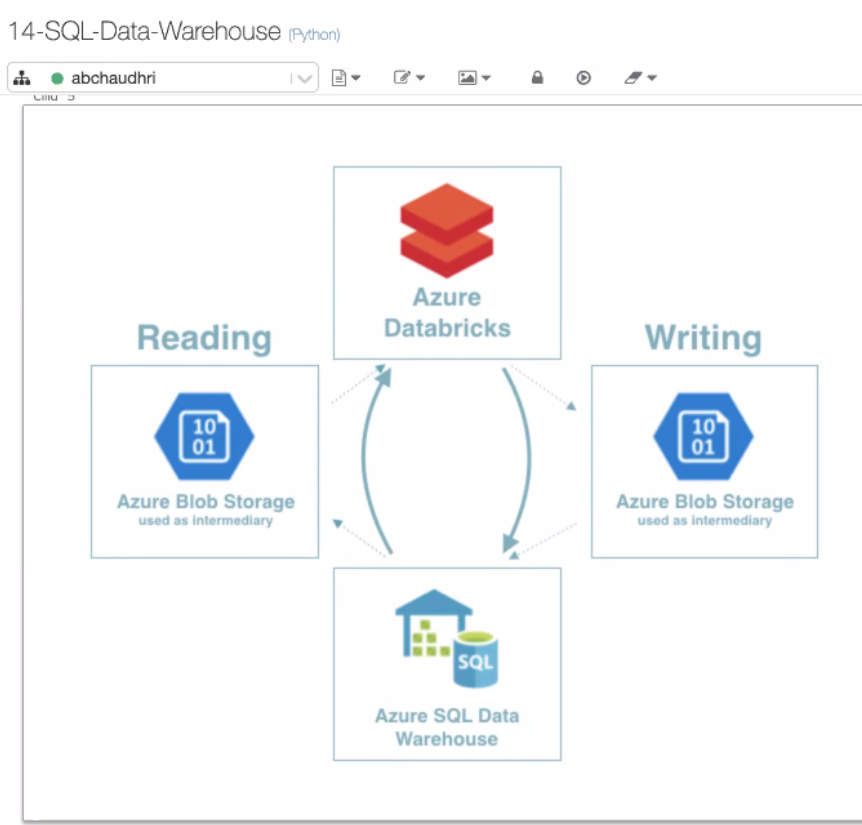 14-SQL-Data-Warehouse (Python)
abchaudhri
Azure
Databricks
Reading
Writing
10
01
Azure Blob Storage
used as intermediary
10
01
Azure Blob Storage
used as intermediary
SQL
Azure SQL Data
Warehouse